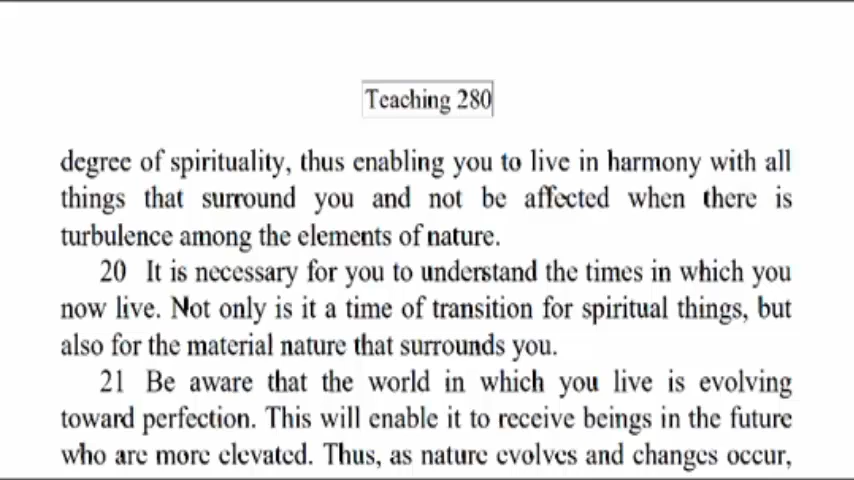 Teaching 280
degree of spirituality, thus enabling you to live in harmony with all
things that surround you and not be affected when there is
turbulence among the elements of nature.
20 It is necessary for you to understand the times in which you
now live. Not only is it a time of transition for spiritual things, but
also for the material nature that surrounds you.
21 Be aware that the world in which you live is evolving
toward perfection. This will enable it to receive beings in the future
who are more elevated. Thus, as nature evolves and changes occur,